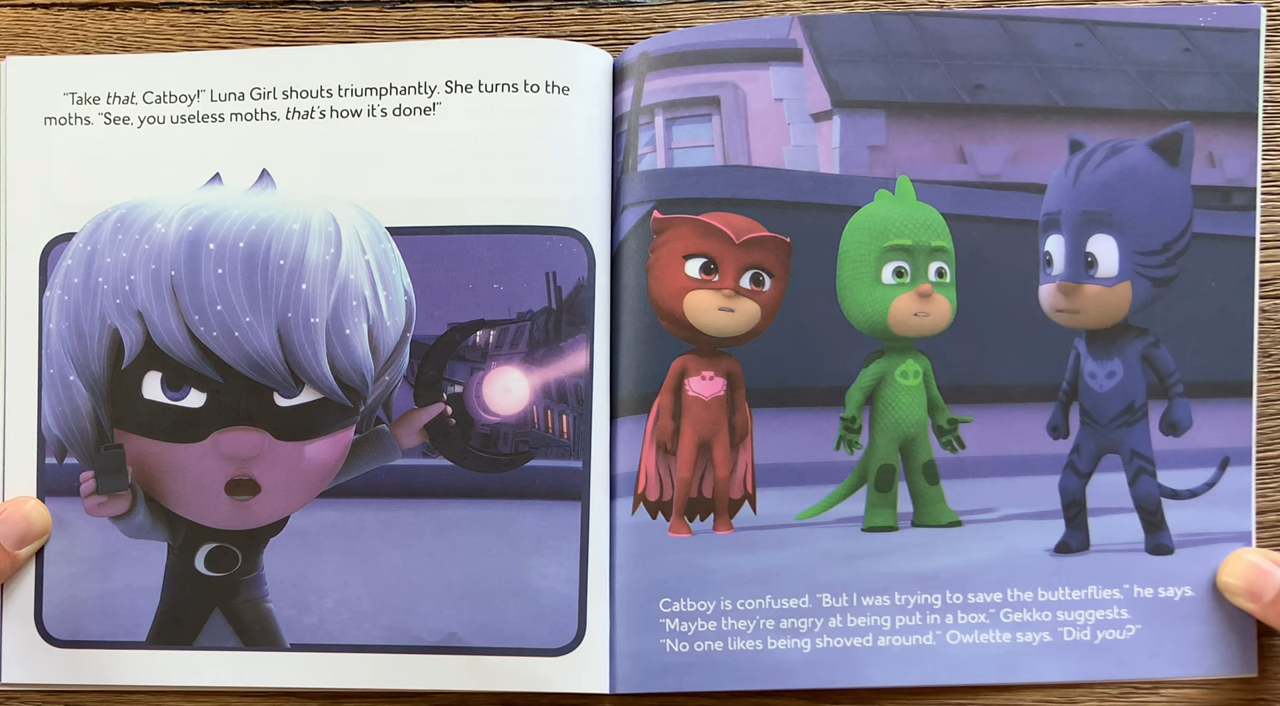 "Take that, Catboy!" Luna Girl shouts triumphantly. She turns to the
moths. "See, you useless moths, that's how it's done!"
Catboy is confused. "But I was trying to save the butterflies," he says.
"Maybe they're angry at being put in a box," Gekko suggests.
"No one likes being shoved around," Owlette says. "Did you?"